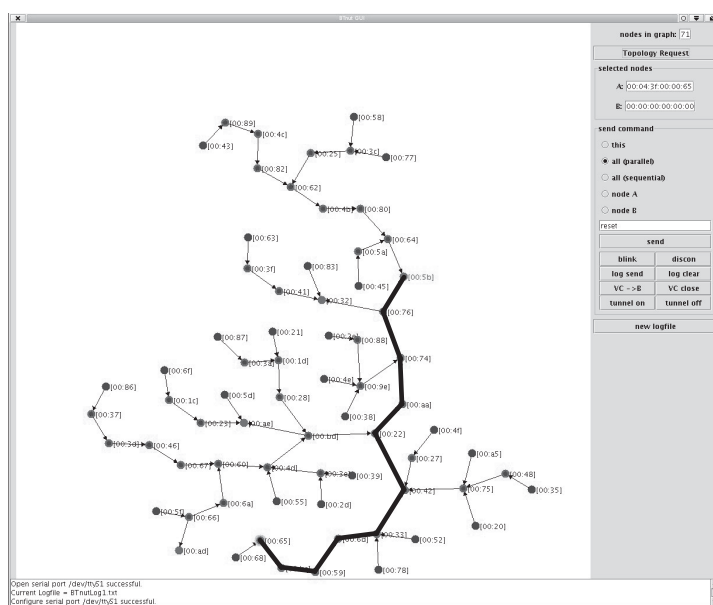 BTnut GUI
nodes in graph: 71
Topology Request
selected nodes
A: 00:04:3f:00:00:65
B: 00:00:00:00:00:00
send command
this
all (parallel)
all (sequential)
node A
node B
reset
send
blink discon
log send log clear
VC ->B VC close
tunnel on tunnel off
new logfile
[00:58]
[00:89]
[00:4c]
[00:43]
[00:25]
[00:3c]
[00:77]
[00:82]
[00:62]
[00:4b]
[00:80]
[00:63]
[00:64]
[00:5a]
[00:3f]
[00:83]
[00:5b]
[00:45]
[00:41]
[00:32]
[00:76]
[00:21]
[00:87]
[00:88]
[00:1d]
[00:74]
[00:6f]
[00:4e]
[00:9e]
[00:86]
[00:5d]
[00:28]
[00:1c]
[00:aa]
[00:37]
[00:38]
[00:23]
[00:ae]
[00:4f]
[00:bd]
[00:22]
[00:3d]
[00:46]
[00:a5]
[00:27]
[00:67]
[00:60]
[00:4d]
[00:39]
[00:48]
[00:42]
[00:75]
[00:35]
[00:55]
[00:2d]
[00:6a]
[00:5f]
[00:66]
[00:20]
[00:33]
[00:52]
[00:65]
[00:ad]
[00:68]
[00:59]
[00:78]
Open serial port /dev/ttyS1 successful.
Current Logfile = BTnutLog1.txt
Configure serial port /dev/ttyS1 successful.